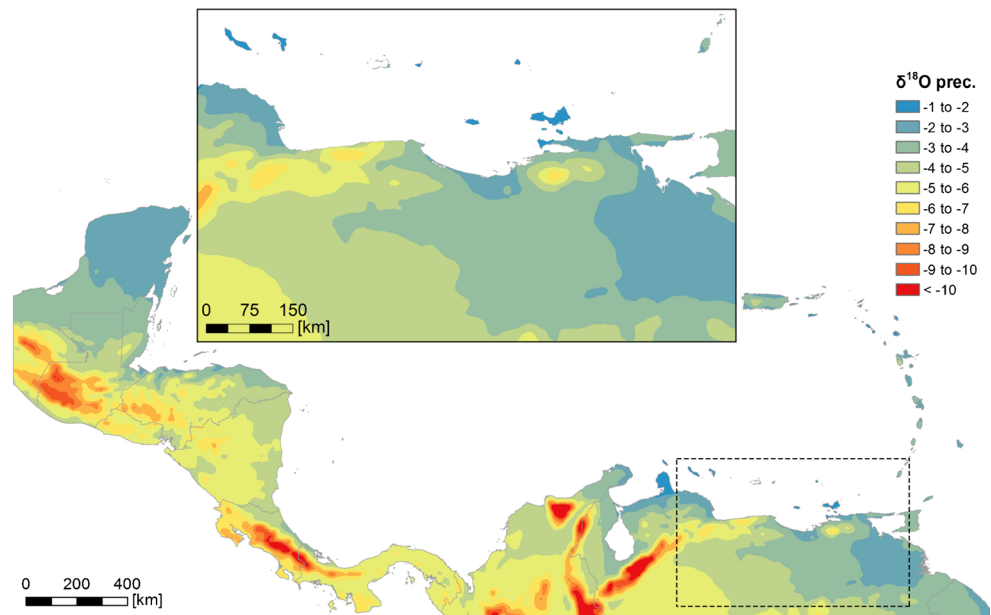 δ¹⁸O prec.
-1 to -2
-2 to -3
-3 to -4
-4 to -5
-5 to -6
-6 to -7
-7 to -8
-8 to -9
-9 to -10
< -10
0 75 150
[km]
0 200 400
[km]